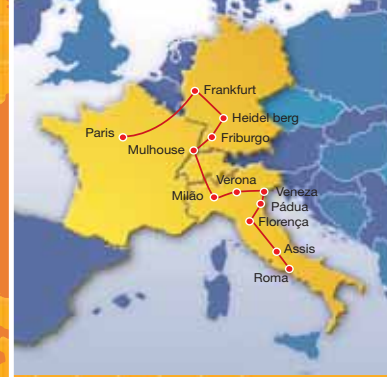 Frankfurt
Heidel berg
Paris
Friburgo
Mulhouse
Verona
Milão
Veneza
Pádua
Florença
Assis
Roma